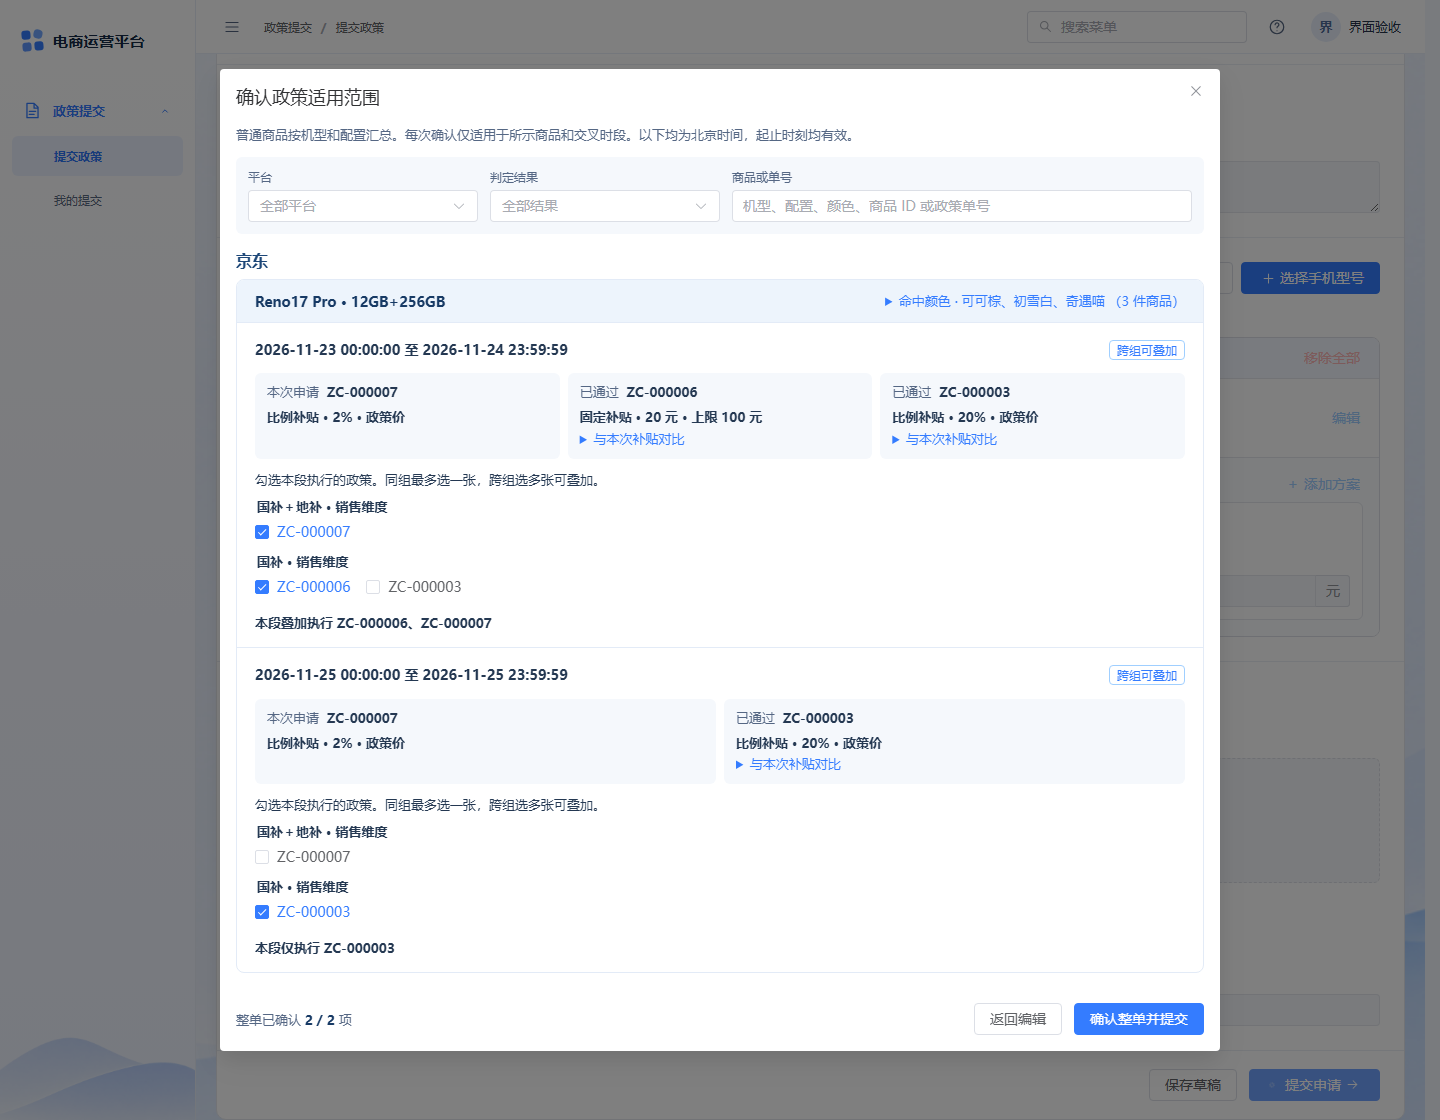 电商运营平台
政策提交 / 提交政策
搜索菜单
界 界面验收
政策提交
提交政策
我的提交
确认政策适用范围
普通商品按机型和配置汇总。每次确认仅适用于所示商品和交叉时段。以下均为北京时间，起止时刻均有效。
平台
判定结果
商品或单号
全部平台
全部结果
机型、配置、颜色、商品 ID 或政策单号
京东
Reno17 Pro • 12GB+256GB
命中颜色 · 可可棕、初雪白、奇遇喵 （3 件商品）
2026-11-23 00:00:00 至 2026-11-24 23:59:59
跨组可叠加
本次申请 ZC-000007
比例补贴 • 2% • 政策价
已通过 ZC-000006
固定补贴 • 20 元 • 上限 100 元
与本次补贴对比
已通过 ZC-000003
比例补贴 • 20% • 政策价
与本次补贴对比
勾选本段执行的政策。同组最多选一张，跨组选多张可叠加。
国补 + 地补 • 销售维度
ZC-000007
国补 • 销售维度
ZC-000006 ZC-000003
本段叠加执行 ZC-000006、ZC-000007
2026-11-25 00:00:00 至 2026-11-25 23:59:59
跨组可叠加
本次申请 ZC-000007
比例补贴 • 2% • 政策价
已通过 ZC-000003
比例补贴 • 20% • 政策价
与本次补贴对比
勾选本段执行的政策。同组最多选一张，跨组选多张可叠加。
国补 + 地补 • 销售维度
ZC-000007
国补 • 销售维度
ZC-000003
本段仅执行 ZC-000003
整单已确认 2 / 2 项
返回编辑
确认整单并提交
+ 选择手机型号
移除全部
编辑
+ 添加方案
元
保存草稿
提交申请 →